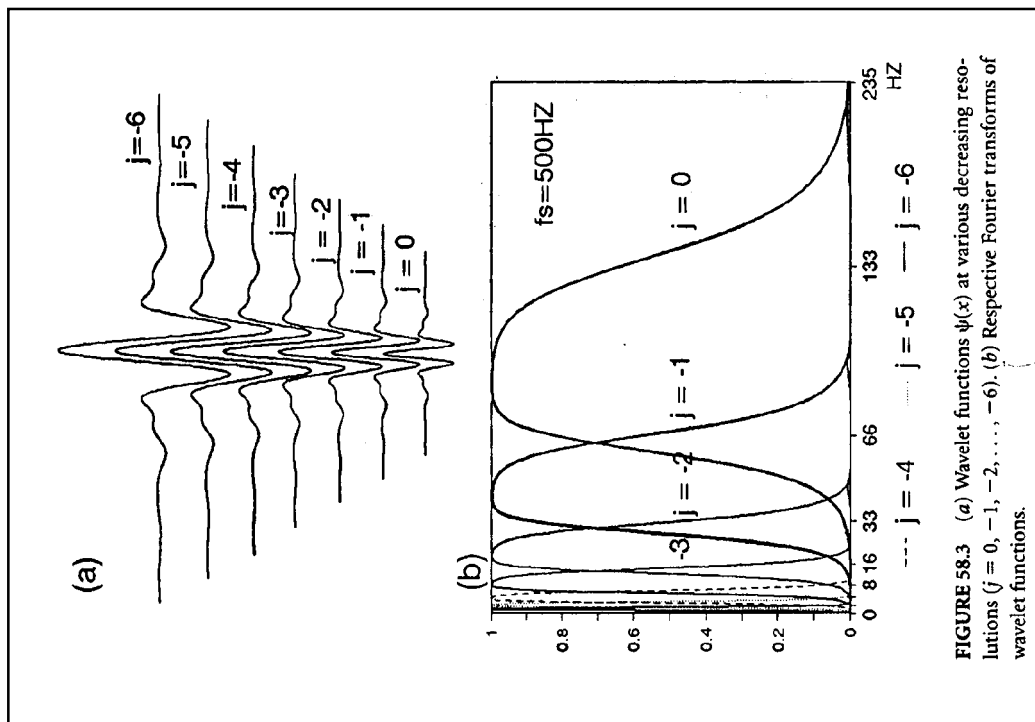 (a)
j=-6
j=-5
j=-4
j=-3
j = -2
j = -1
j = 0
(b)
fs=500HZ
j = 0
j = -1
j = -2
-3
1
0.8
0.6
0.4
0.2
0
0 8 16 33 66 133 235
HZ
j = -4 j = -5 j = -6
FIGURE 58.3 (a) Wavelet functions ψ(x) at various decreasing reso-
lutions (j = 0, −1, −2, . . . , −6). (b) Respective Fourier transforms of
wavelet functions.